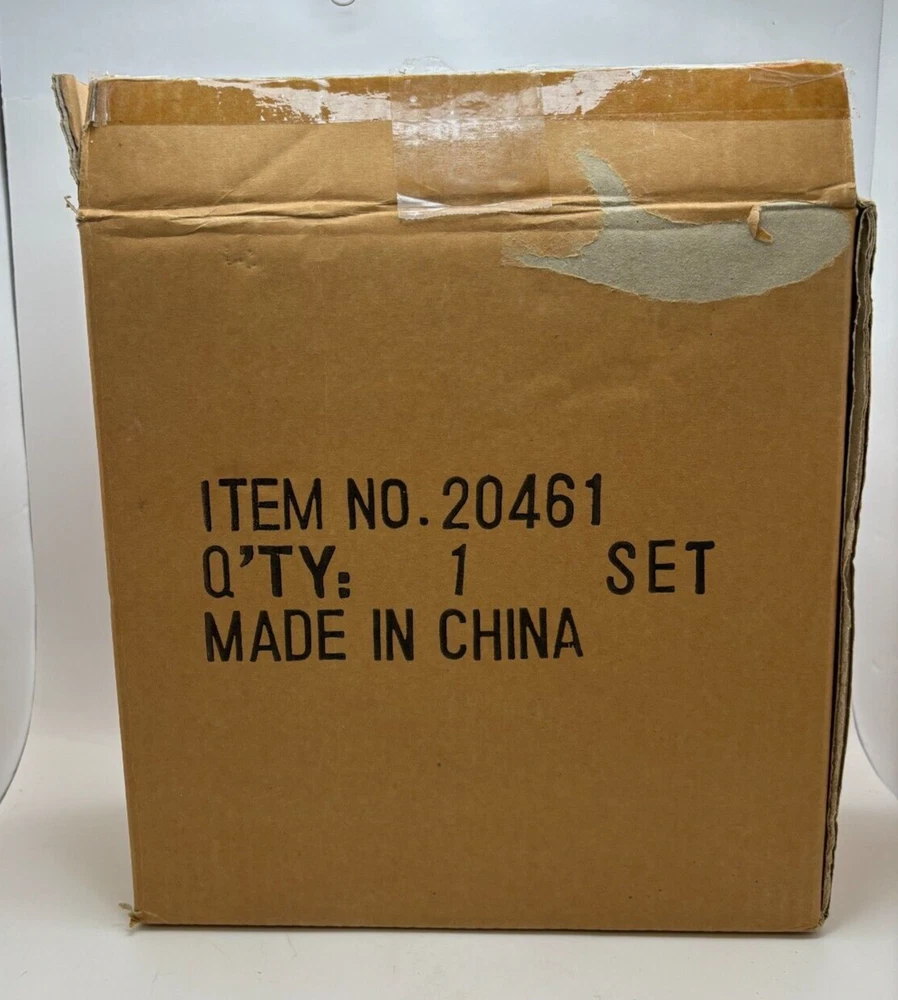 ITEM NO. 20461
Q'TY: 1 SET
MADE IN CHINA